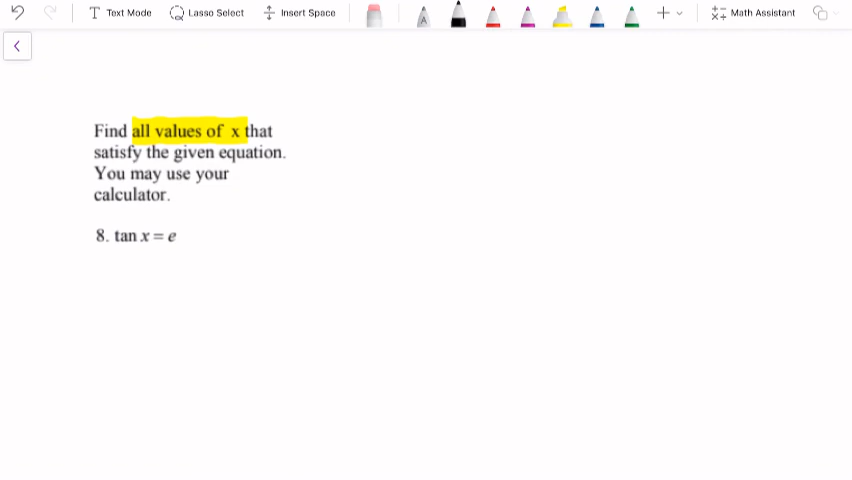 Text Mode Lasso Select Insert Space A Math Assistant
Find all values of x that
satisfy the given equation.
You may use your
calculator.
8. tan x = e